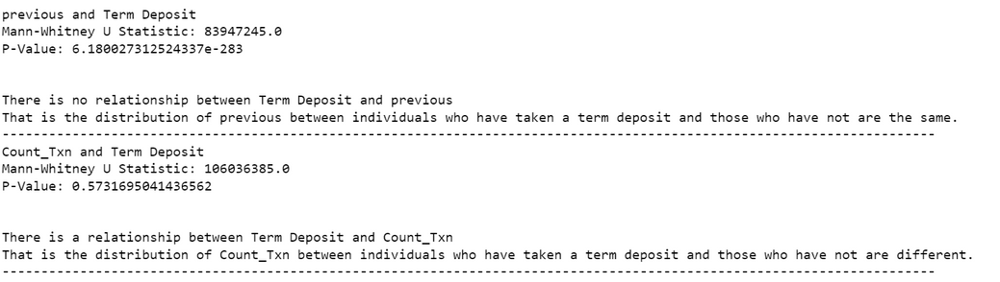 previous and Term Deposit
Mann-Whitney U Statistic: 83947245.0
P-Value: 6.180027312524337e-283
There is no relationship between Term Deposit and previous
That is the distribution of previous between individuals who have taken a term deposit and those who have not are the same.
------------------------------------------------------------------------------------------------------------------------
Count_Txn and Term Deposit
Mann-Whitney U Statistic: 106036385.0
P-Value: 0.5731695041436562
There is a relationship between Term Deposit and Count_Txn
That is the distribution of Count_Txn between individuals who have taken a term deposit and those who have not are different.
------------------------------------------------------------------------------------------------------------------------